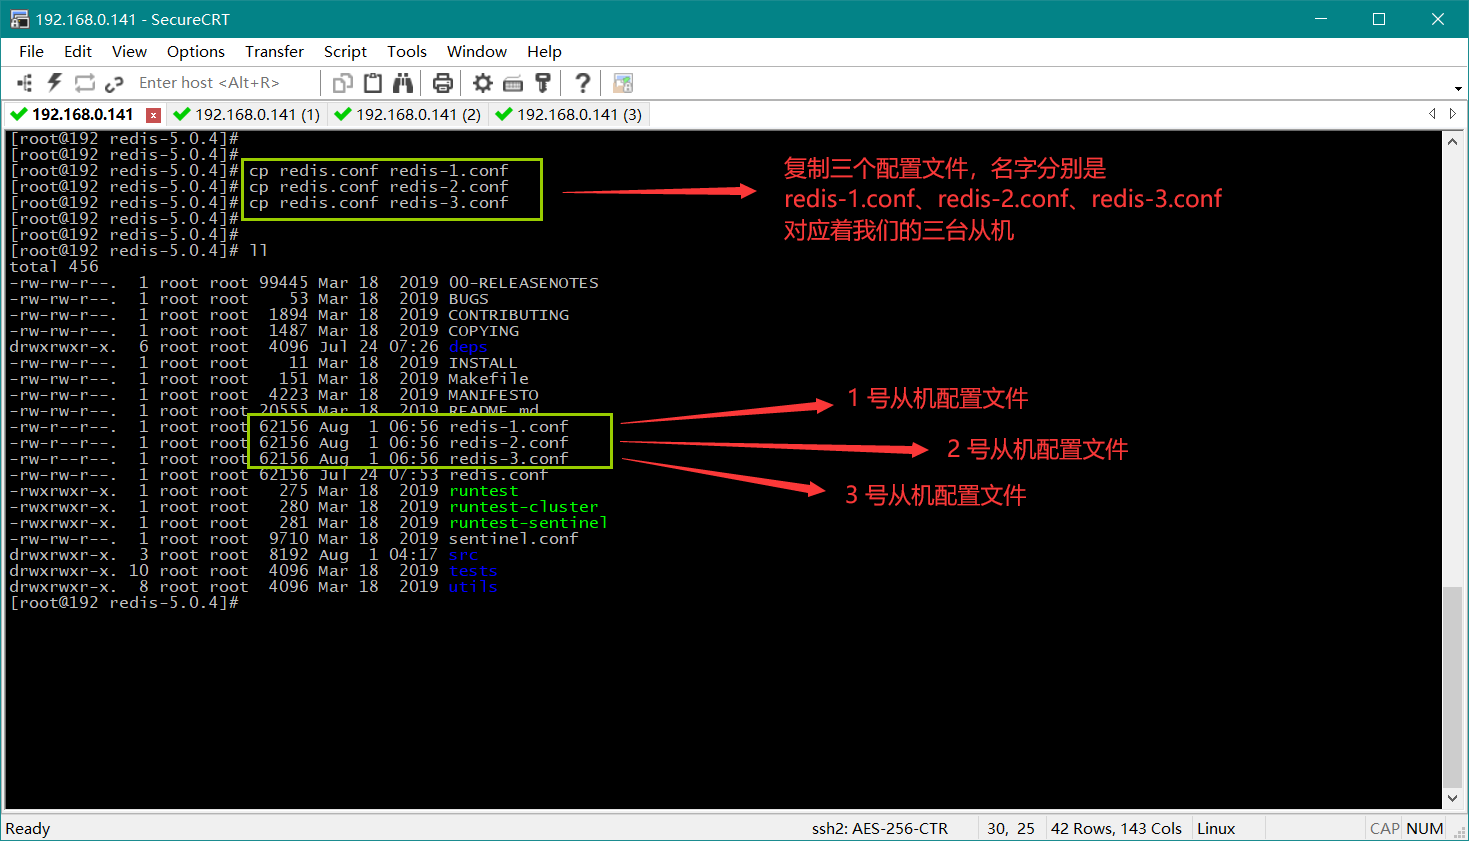 192.168.0.141 - SecureCRT
File Edit View Options Transfer Script Tools Window Help
Enter host <Alt+R>
192.168.0.141 192.168.0.141 (1) 192.168.0.141 (2) 192.168.0.141 (3)
[root@192 redis-5.0.4]#
[root@192 redis-5.0.4]#
[root@192 redis-5.0.4]# cp redis.conf redis-1.conf
[root@192 redis-5.0.4]# cp redis.conf redis-2.conf
[root@192 redis-5.0.4]# cp redis.conf redis-3.conf
[root@192 redis-5.0.4]#
[root@192 redis-5.0.4]#
[root@192 redis-5.0.4]# ll
复制三个配置文件，名字分别是
redis-1.conf、redis-2.conf、redis-3.conf
对应着我们的三台从机
total 456
-rw-rw-r--.  1 root root 99445 Mar 18  2019 00-RELEASENOTES
-rw-rw-r--.  1 root root    53 Mar 18  2019 BUGS
-rw-rw-r--.  1 root root  1894 Mar 18  2019 CONTRIBUTING
-rw-rw-r--.  1 root root  1487 Mar 18  2019 COPYING
drwxrwxr-x.  6 root root  4096 Jul 24 07:26 deps
-rw-rw-r--.  1 root root    11 Mar 18  2019 INSTALL
-rw-rw-r--.  1 root root   151 Mar 18  2019 Makefile
-rw-rw-r--.  1 root root  4223 Mar 18  2019 MANIFESTO
-rw-rw-r--.  1 root root 20555 Mar 18  2019 README.md
-rw-r--r--.  1 root root 62156 Aug  1 06:56 redis-1.conf
-rw-r--r--.  1 root root 62156 Aug  1 06:56 redis-2.conf
-rw-r--r--.  1 root root 62156 Aug  1 06:56 redis-3.conf
-rw-rw-r--.  1 root root 62156 Jul 24 07:53 redis.conf
-rwxrwxr-x.  1 root root   275 Mar 18  2019 runtest
-rwxrwxr-x.  1 root root   280 Mar 18  2019 runtest-cluster
-rwxrwxr-x.  1 root root   281 Mar 18  2019 runtest-sentinel
-rw-rw-r--.  1 root root  9710 Mar 18  2019 sentinel.conf
drwxrwxr-x.  3 root root  8192 Aug  1 04:17 src
drwxrwxr-x. 10 root root  4096 Mar 18  2019 tests
drwxrwxr-x.  8 root root  4096 Mar 18  2019 utils
[root@192 redis-5.0.4]#
1 号从机配置文件
2 号从机配置文件
3 号从机配置文件
Ready ssh2: AES-256-CTR 30, 25 42 Rows, 143 Cols Linux CAP NUM